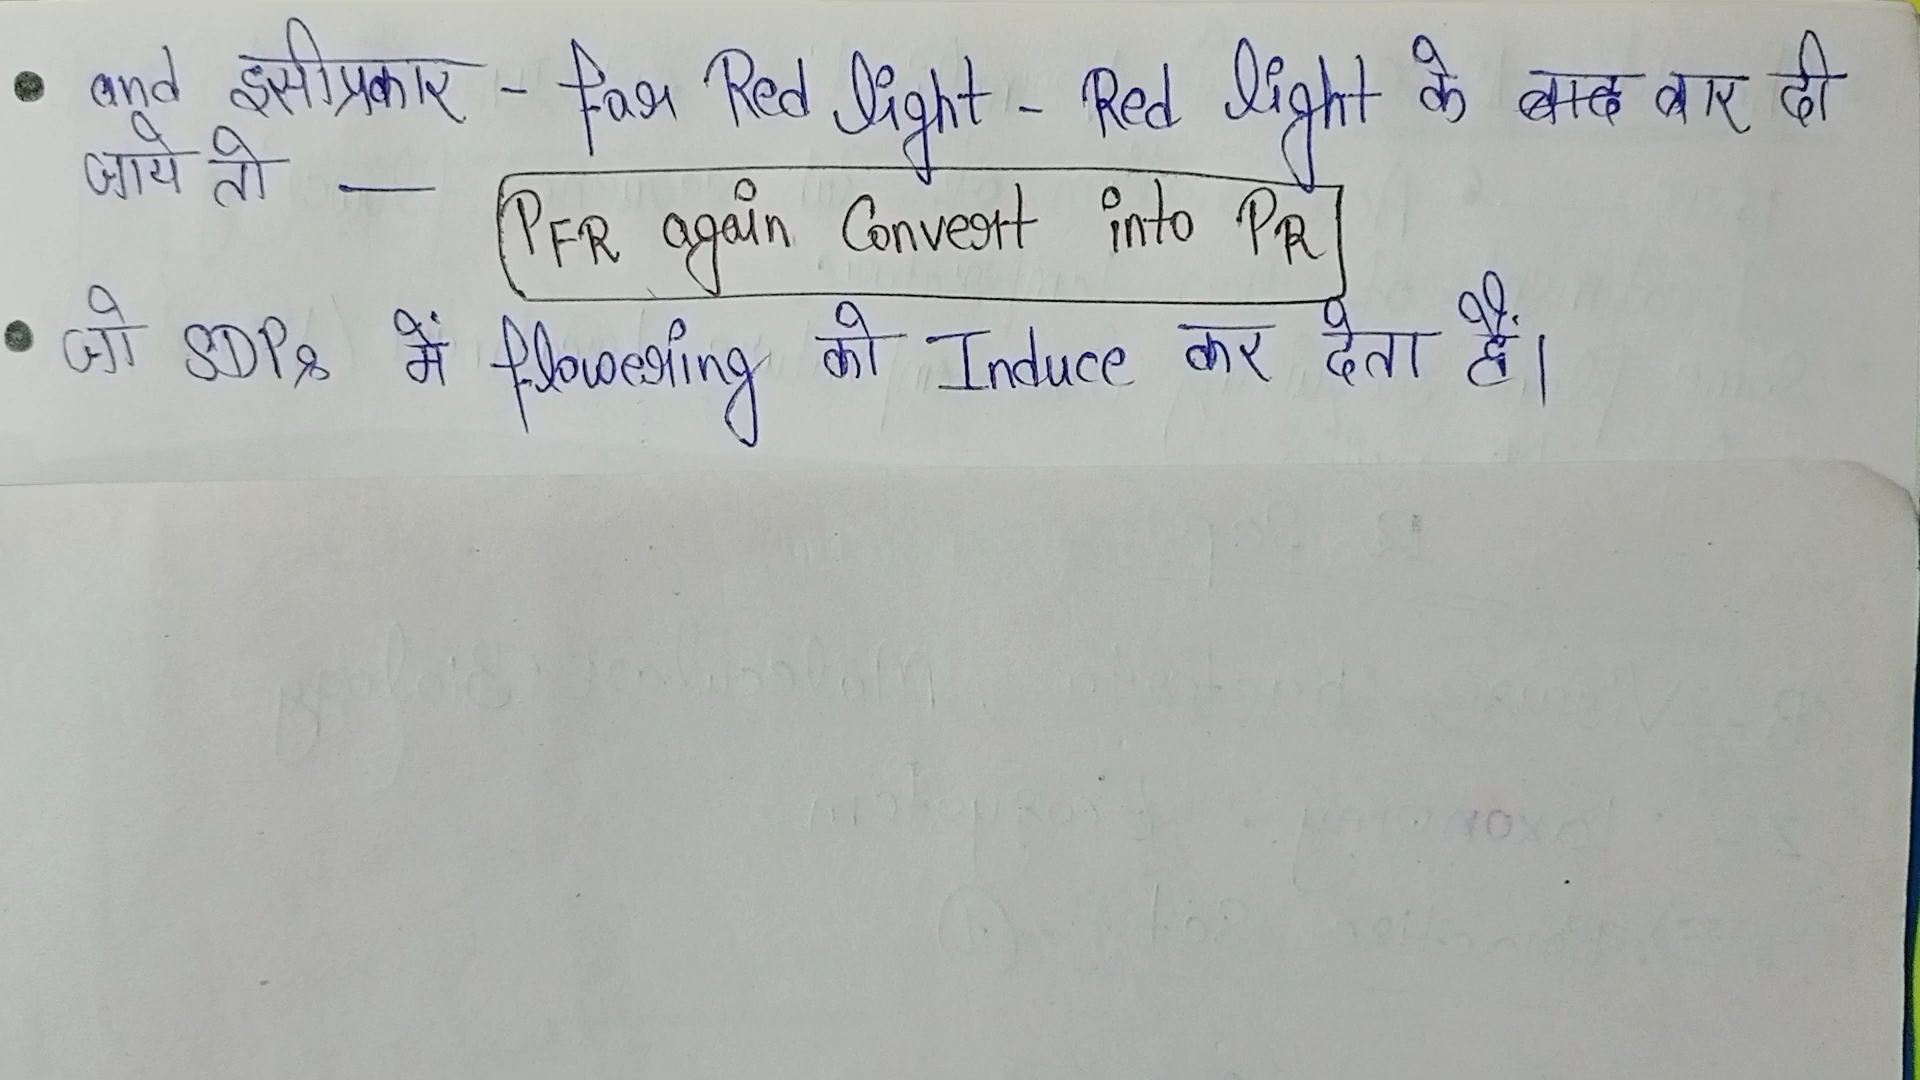 • and इसीप्रकार - far Red light - Red light के बाद बार दी
जाये तो —
PFR again Convert into PR
• जो SDPs में flowering को Induce कर देता हैं।